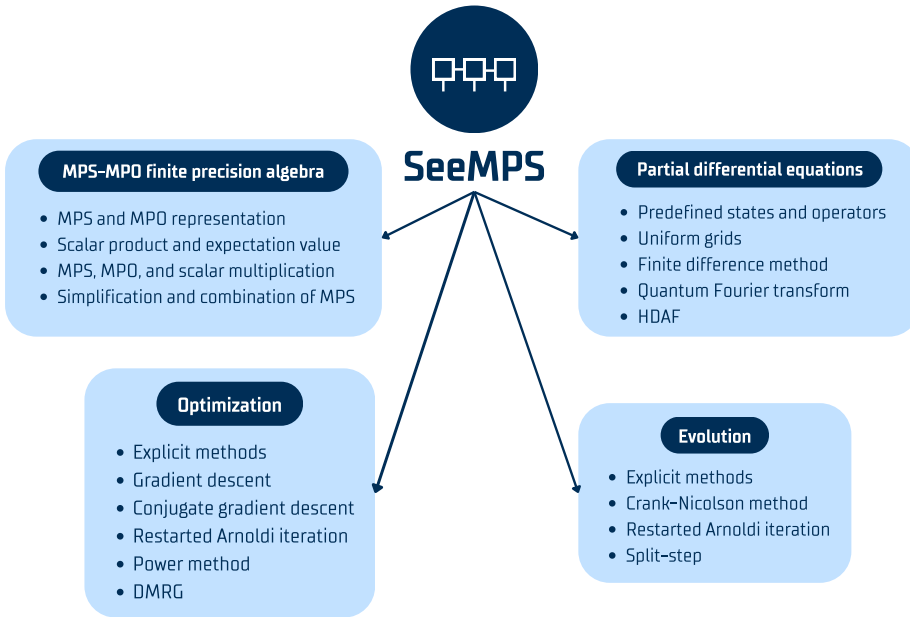 SeeMPS
MPS-MPO finite precision algebra
• MPS and MPO representation
• Scalar product and expectation value
• MPS, MPO, and scalar multiplication
• Simplification and combination of MPS
Partial differential equations
• Predefined states and operators
• Uniform grids
• Finite difference method
• Quantum Fourier transform
• HDAF
Optimization
• Explicit methods
• Gradient descent
• Conjugate gradient descent
• Restarted Arnoldi iteration
• Power method
• DMRG
Evolution
• Explicit methods
• Crank-Nicolson method
• Restarted Arnoldi iteration
• Split-step